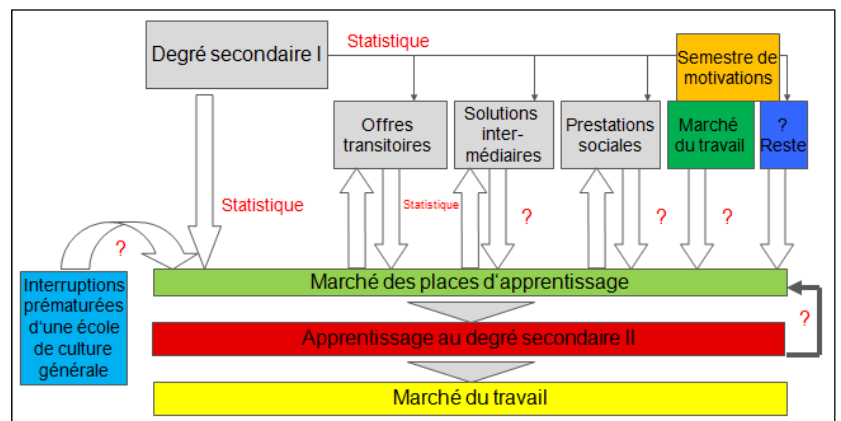 Degré secondaire I
Statistique
Semestre de
motivations
Offres
transitoires
Solutions
inter-
médiaires
Prestations
sociales
Marché
du travail
?
Reste
Statistique
Statistique
?
?
?
?
Interruptions
prématurées
d'une école
de culture
générale
Marché des places d'apprentissage
?
Apprentissage au degré secondaire II
Marché du travail